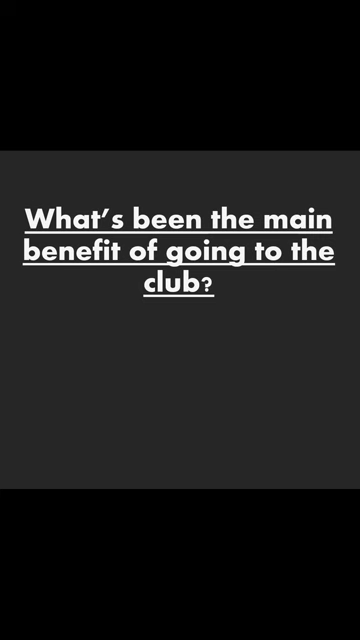 What’s been the main
benefit of going to the
club?